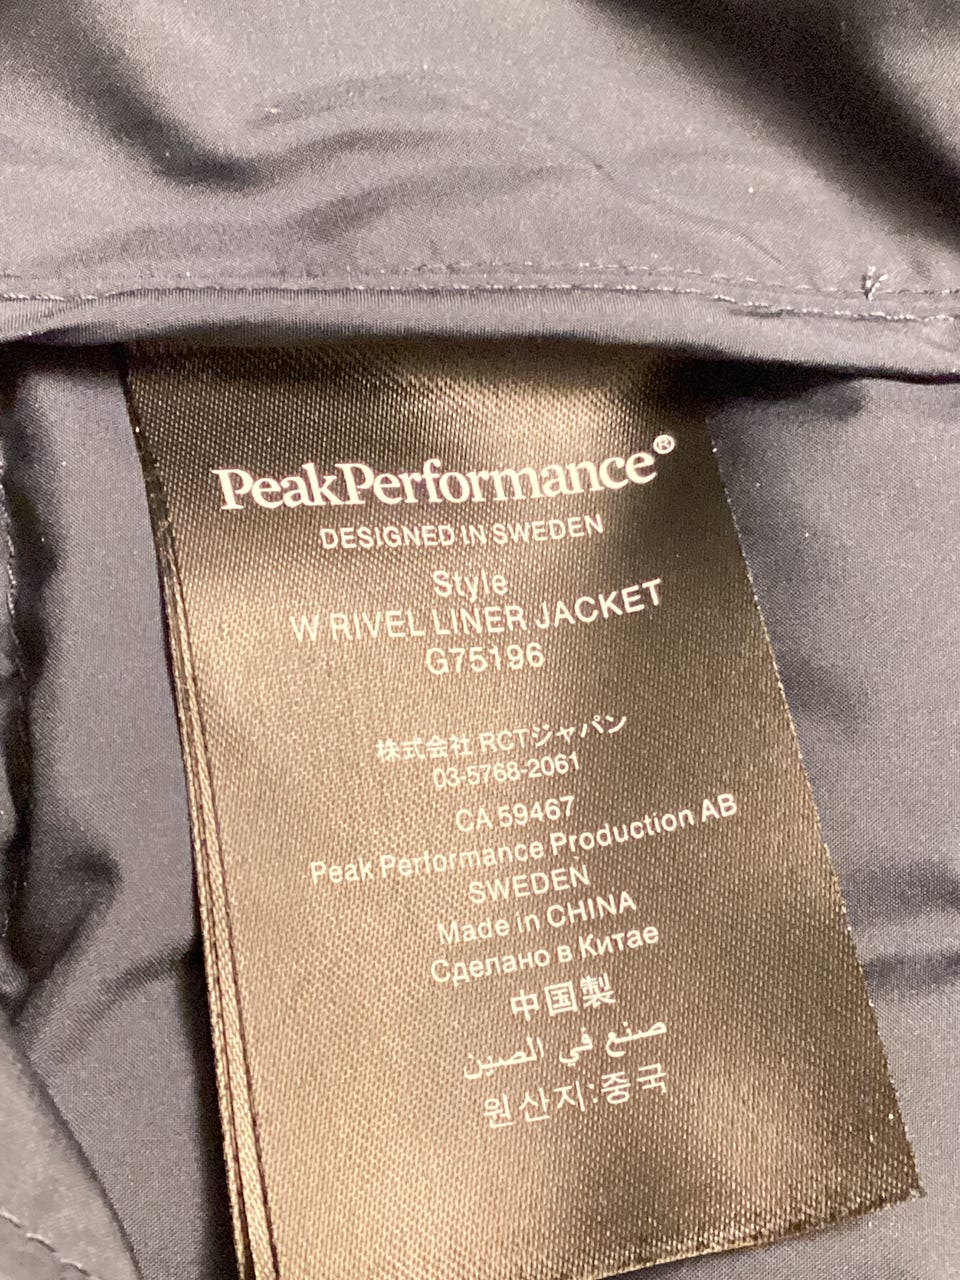 PeakPerformance®
DESIGNED IN SWEDEN
Style
W RIVEL LINER JACKET
G75196
株式会社 RCTジャパン
03-5768-2061
CA 59467
Peak Performance Production AB
SWEDEN
Made in CHINA
Сделано в Китае
中国製
صنع في الصين
원산지:중국